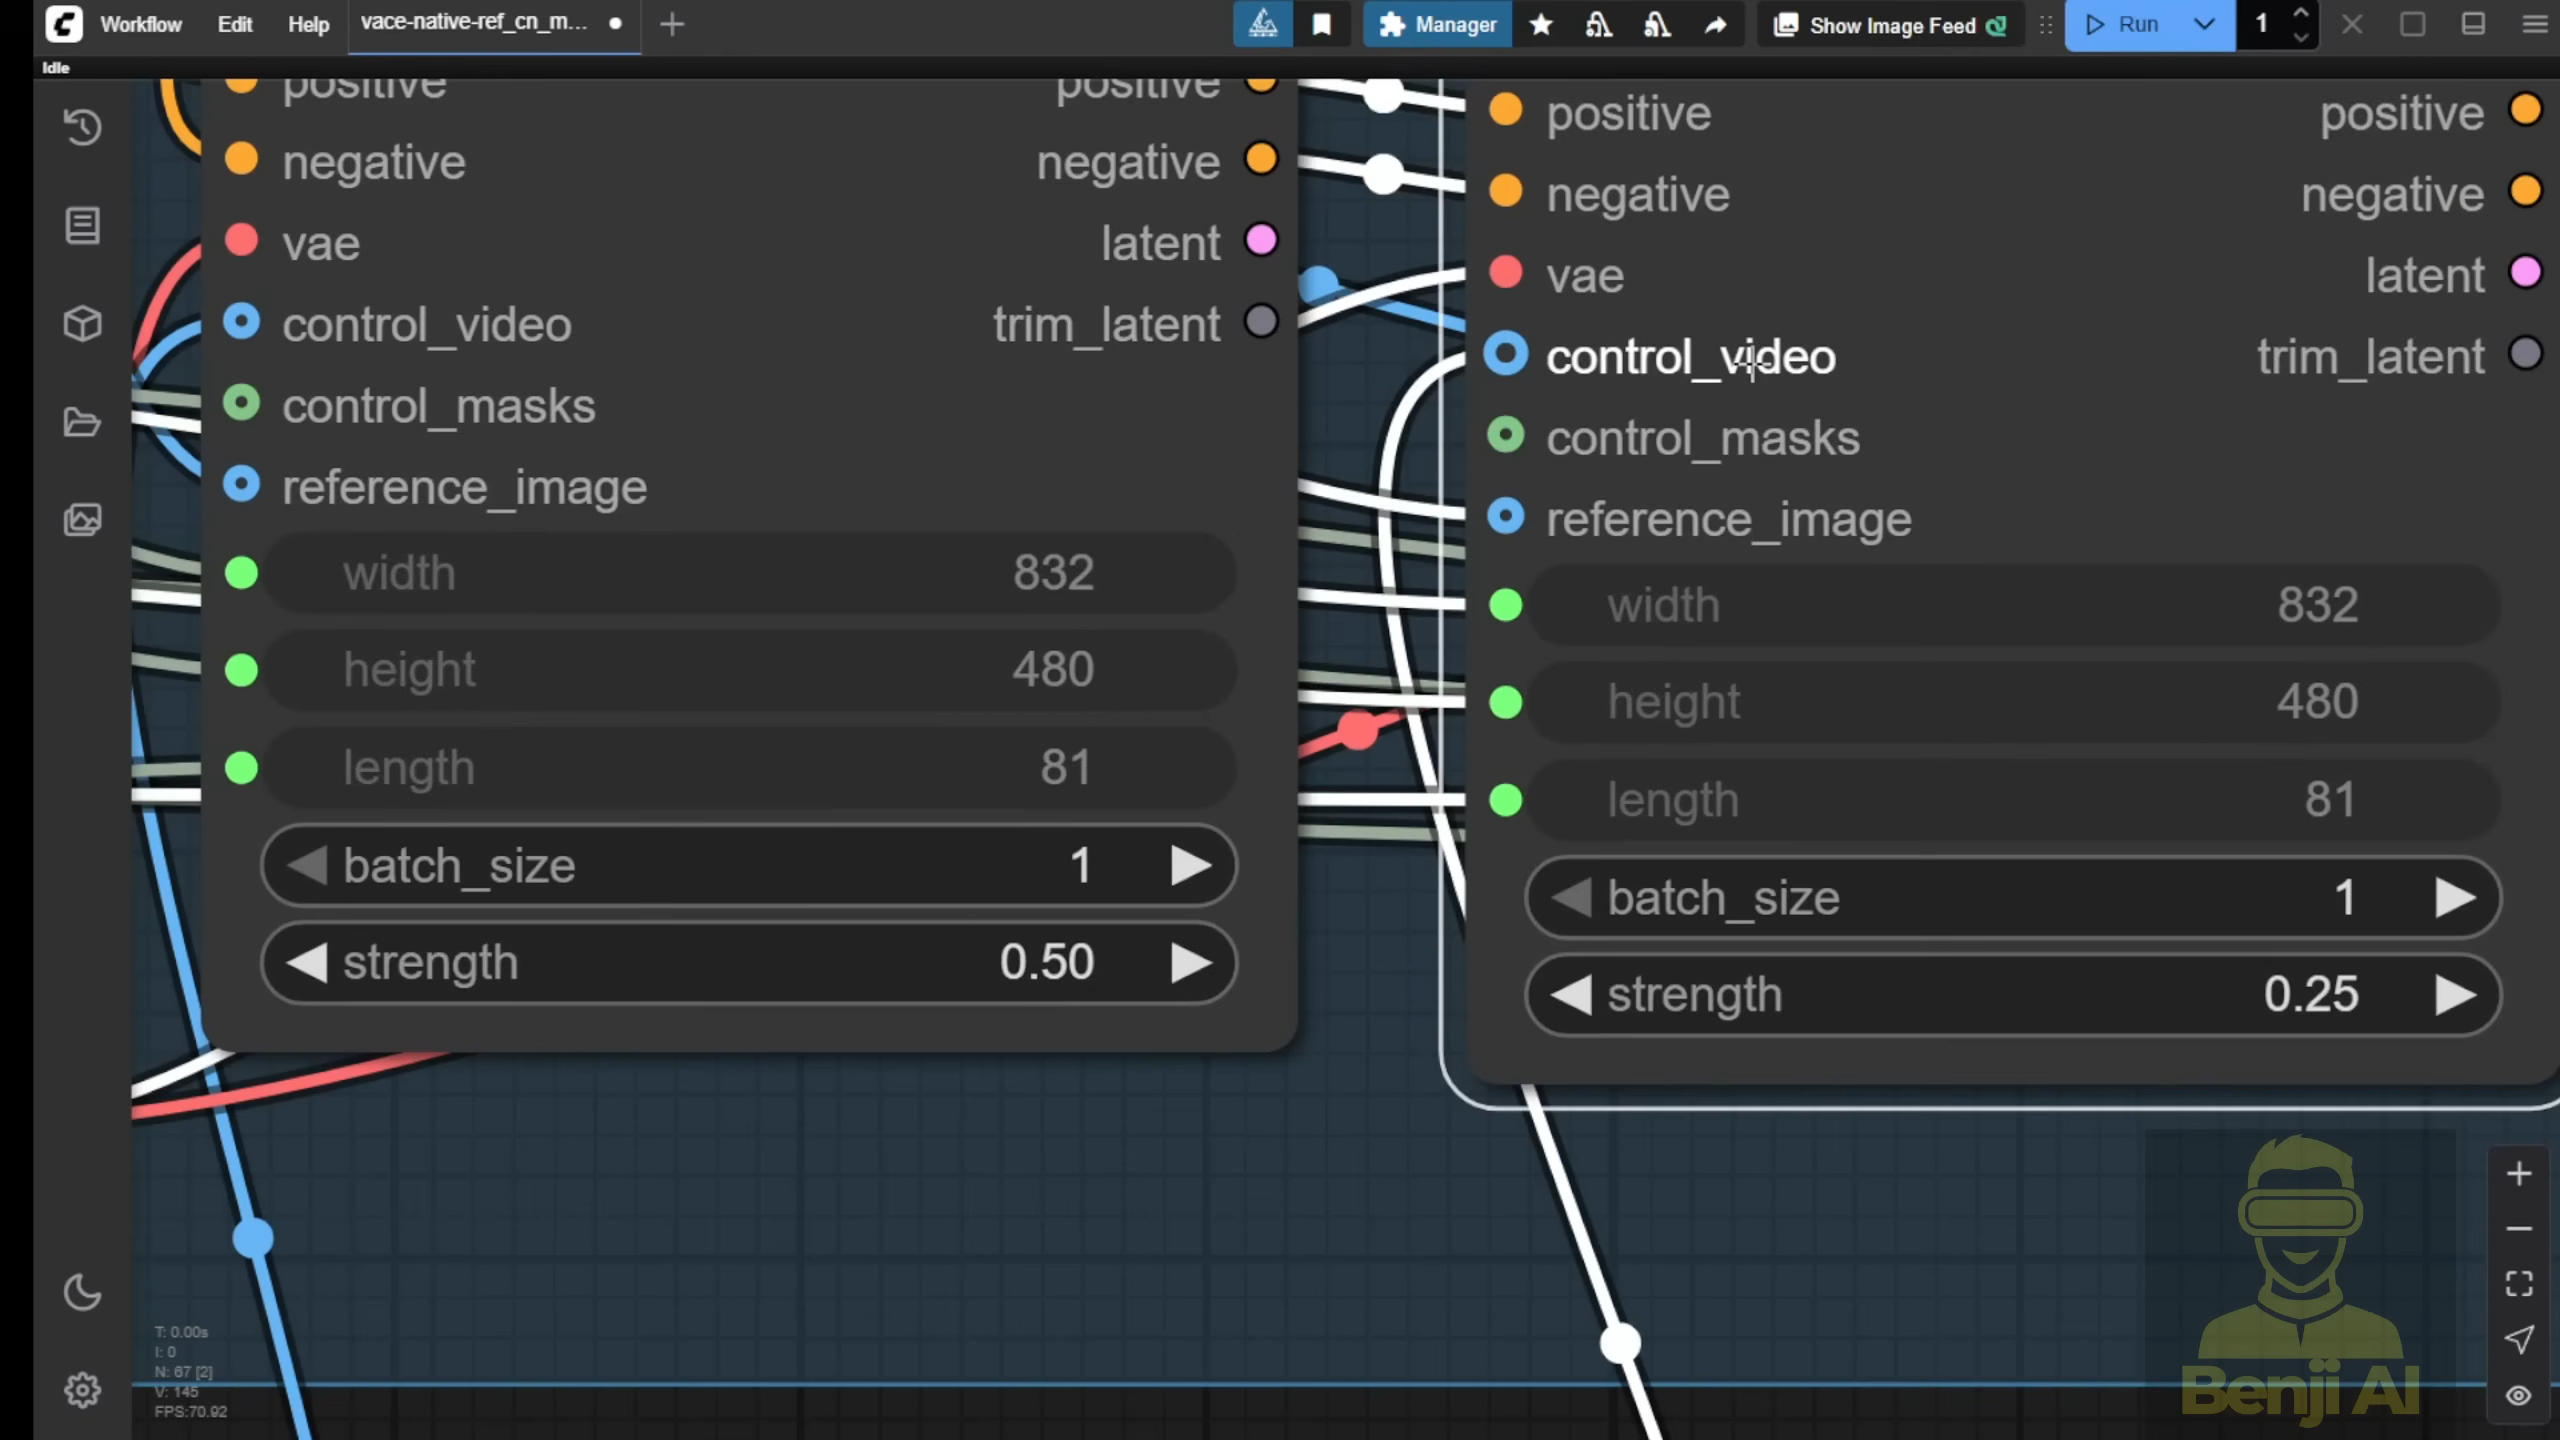 Workflow Edit Help vace-native-ref_cn_m... Manager Show Image Feed Run 1
Idle
positive positive
negative negative
vae latent
control_video trim_latent
control_masks
reference_image
width 832
height 480
length 81
batch_size 1
strength 0.50
positive positive
negative negative
vae latent
control_video trim_latent
control_masks
reference_image
width 832
height 480
length 81
batch_size 1
strength 0.25
T: 0.00s
I: 0
N: 67 [2]
V: 145
FPS:70.92
Benji AI